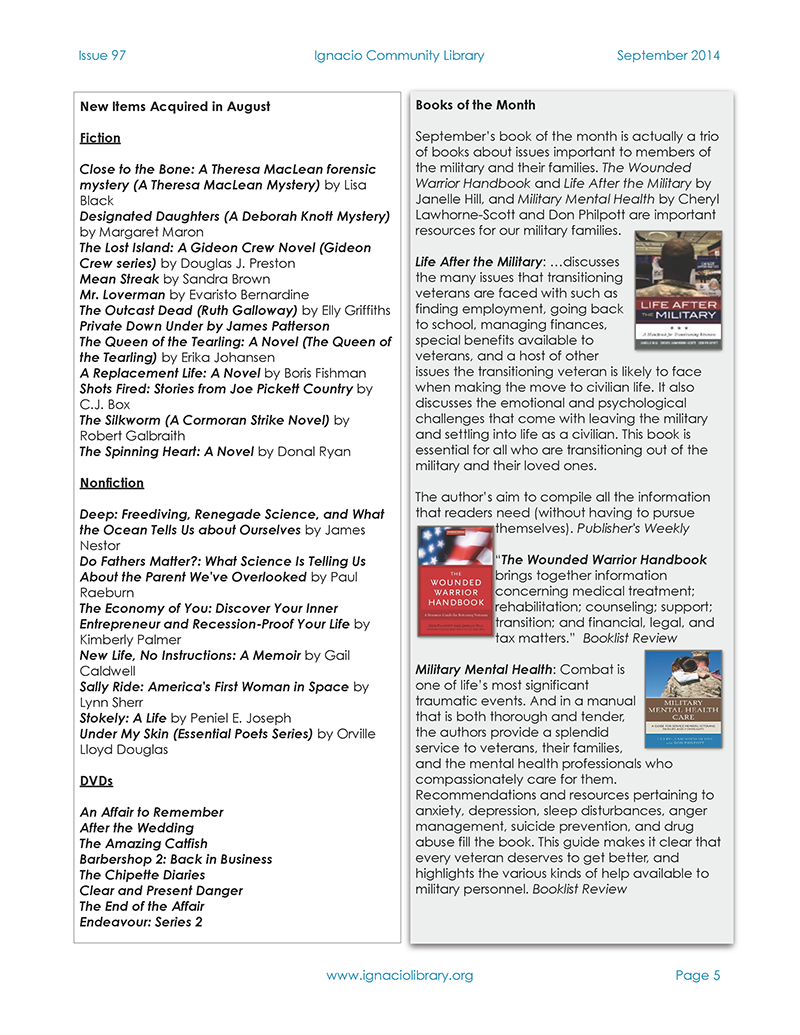 Issue 97
Ignacio Community Library
September 2014
New Items Acquired in August
Fiction
Close to the Bone: A Theresa MacLean forensic
mystery (A Theresa MacLean Mystery) by Lisa
Black
Designated Daughters (A Deborah Knott Mystery)
by Margaret Maron
The Lost Island: A Gideon Crew Novel (Gideon
Crew series) by Douglas J. Preston
Mean Streak by Sandra Brown
Mr. Loverman by Evaristo Bernardine
The Outcast Dead (Ruth Galloway) by Elly Griffiths
Private Down Under by James Patterson
The Queen of the Tearling: A Novel (The Queen of
the Tearling) by Erika Johansen
A Replacement Life: A Novel by Boris Fishman
Shots Fired: Stories from Joe Pickett Country by
C.J. Box
The Silkworm (A Cormoran Strike Novel) by
Robert Galbraith
The Spinning Heart: A Novel by Donal Ryan
Nonfiction
Deep: Freediving, Renegade Science, and What
the Ocean Tells Us about Ourselves by James
Nestor
Do Fathers Matter?: What Science Is Telling Us
About the Parent We've Overlooked by Paul
Raeburn
The Economy of You: Discover Your Inner
Entrepreneur and Recession-Proof Your Life by
Kimberly Palmer
New Life, No Instructions: A Memoir by Gail
Caldwell
Sally Ride: America's First Woman in Space by
Lynn Sherr
Stokely: A Life by Peniel E. Joseph
Under My Skin (Essential Poets Series) by Orville
Lloyd Douglas
DVDs
An Affair to Remember
After the Wedding
The Amazing Catfish
Barbershop 2: Back in Business
The Chipette Diaries
Clear and Present Danger
The End of the Affair
Endeavour: Series 2
Books of the Month
September's book of the month is actually a trio
of books about issues important to members of
the military and their families. The Wounded
Warrior Handbook and Life After the Military by
Janelle Hill, and Military Mental Health by Cheryl
Lawhorne-Scott and Don Philpott are important
resources for our military families.
Life After the Military: …discusses
the many issues that transitioning
veterans are faced with such as
finding employment, going back
to school, managing finances,
special benefits available to
veterans, and a host of other
issues the transitioning veteran is likely to face
when making the move to civilian life. It also
discusses the emotional and psychological
challenges that come with leaving the military
and settling into life as a civilian. This book is
essential for all who are transitioning out of the
military and their loved ones.
LIFE AFTER
THE MILITARY
A Handbook for Transitioning Veterans
The author's aim to compile all the information
that readers need (without having to pursue
themselves). Publisher's Weekly
THE
WOUNDED
WARRIOR
HANDBOOK
"The Wounded Warrior Handbook
brings together information
concerning medical treatment;
rehabilitation; counseling; support;
transition; and financial, legal, and
tax matters." Booklist Review
Military Mental Health: Combat is
one of life's most significant
traumatic events. And in a manual
that is both thorough and tender,
the authors provide a splendid
service to veterans, their families,
and the mental health professionals who
compassionately care for them.
Recommendations and resources pertaining to
anxiety, depression, sleep disturbances, anger
management, suicide prevention, and drug
abuse fill the book. This guide makes it clear that
every veteran deserves to get better, and
highlights the various kinds of help available to
military personnel. Booklist Review
MILITARY
MENTAL HEALTH
CARE
www.ignaciolibrary.org
Page 5